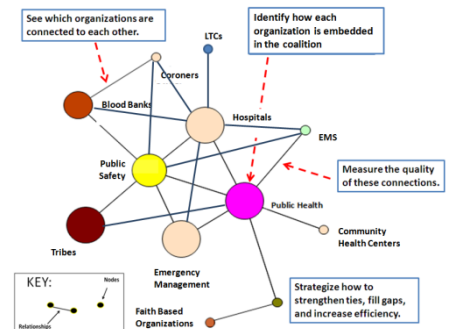 See which organizations are
connected to each other.
Identify how each
organization is embedded
in the coalition
LTCs
Coroners
Blood Banks
Hospitals
EMS
Public
Safety
Measure the quality
of these connections.
Public Health
Tribes
Community
Health Centers
Emergency
Management
KEY:
Nodes
Relationships
Strategize how to
strengthen ties, fill gaps,
and increase efficiency.
Faith Based
Organizations